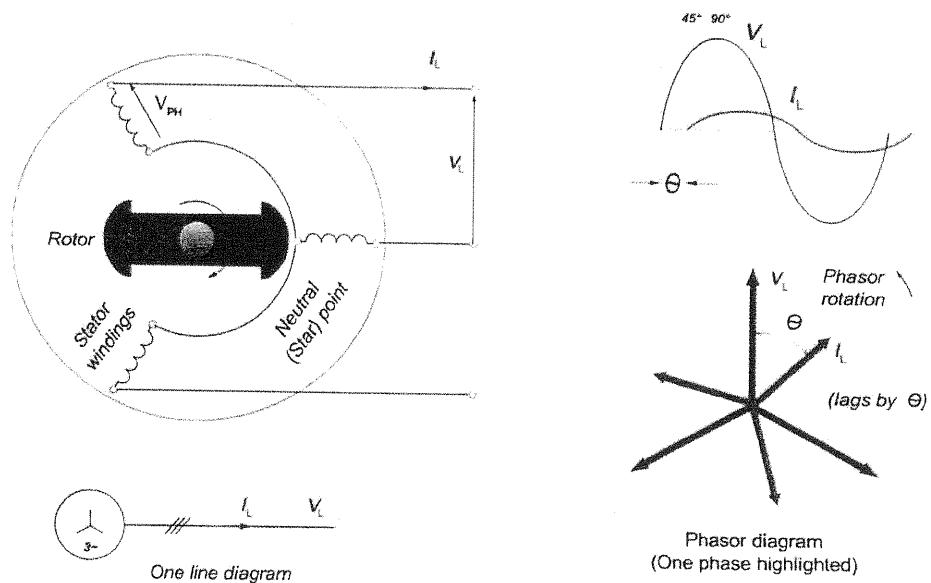 I_L
V_PH
V_L
Rotor
Stator
windings
Neutral
(Star) point
3~
I_L
V_L
One line diagram
45° 90°
V_L
I_L
Θ
V_L
Phasor
rotation
Θ
I_L
(lags by Θ)
Phasor diagram
(One phase highlighted)